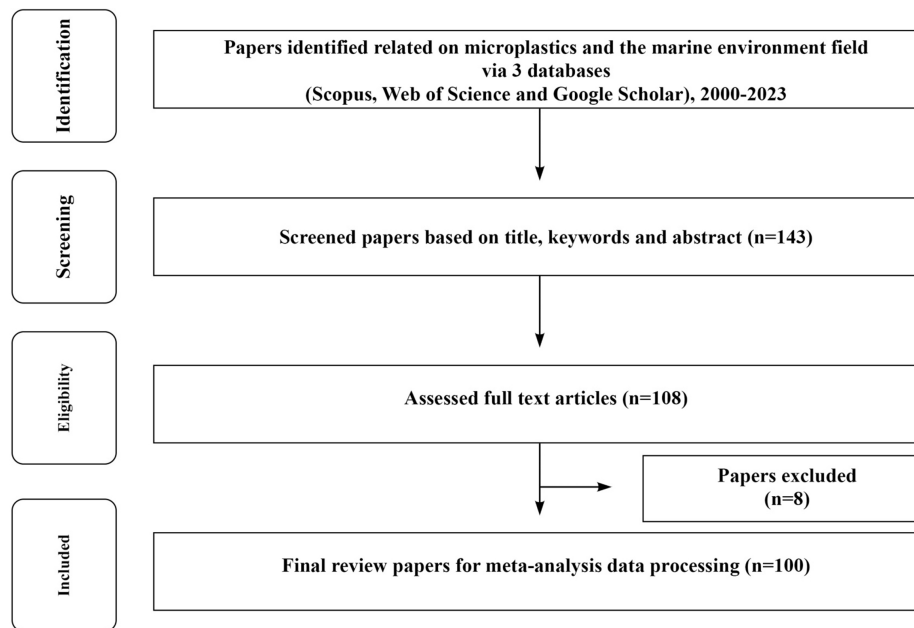 Identification
Papers identified related on microplastics and the marine environment field
via 3 databases
(Scopus, Web of Science and Google Scholar), 2000-2023
Screening
Screened papers based on title, keywords and abstract (n=143)
Eligibility
Assessed full text articles (n=108)
Papers excluded
(n=8)
Included
Final review papers for meta-analysis data processing (n=100)